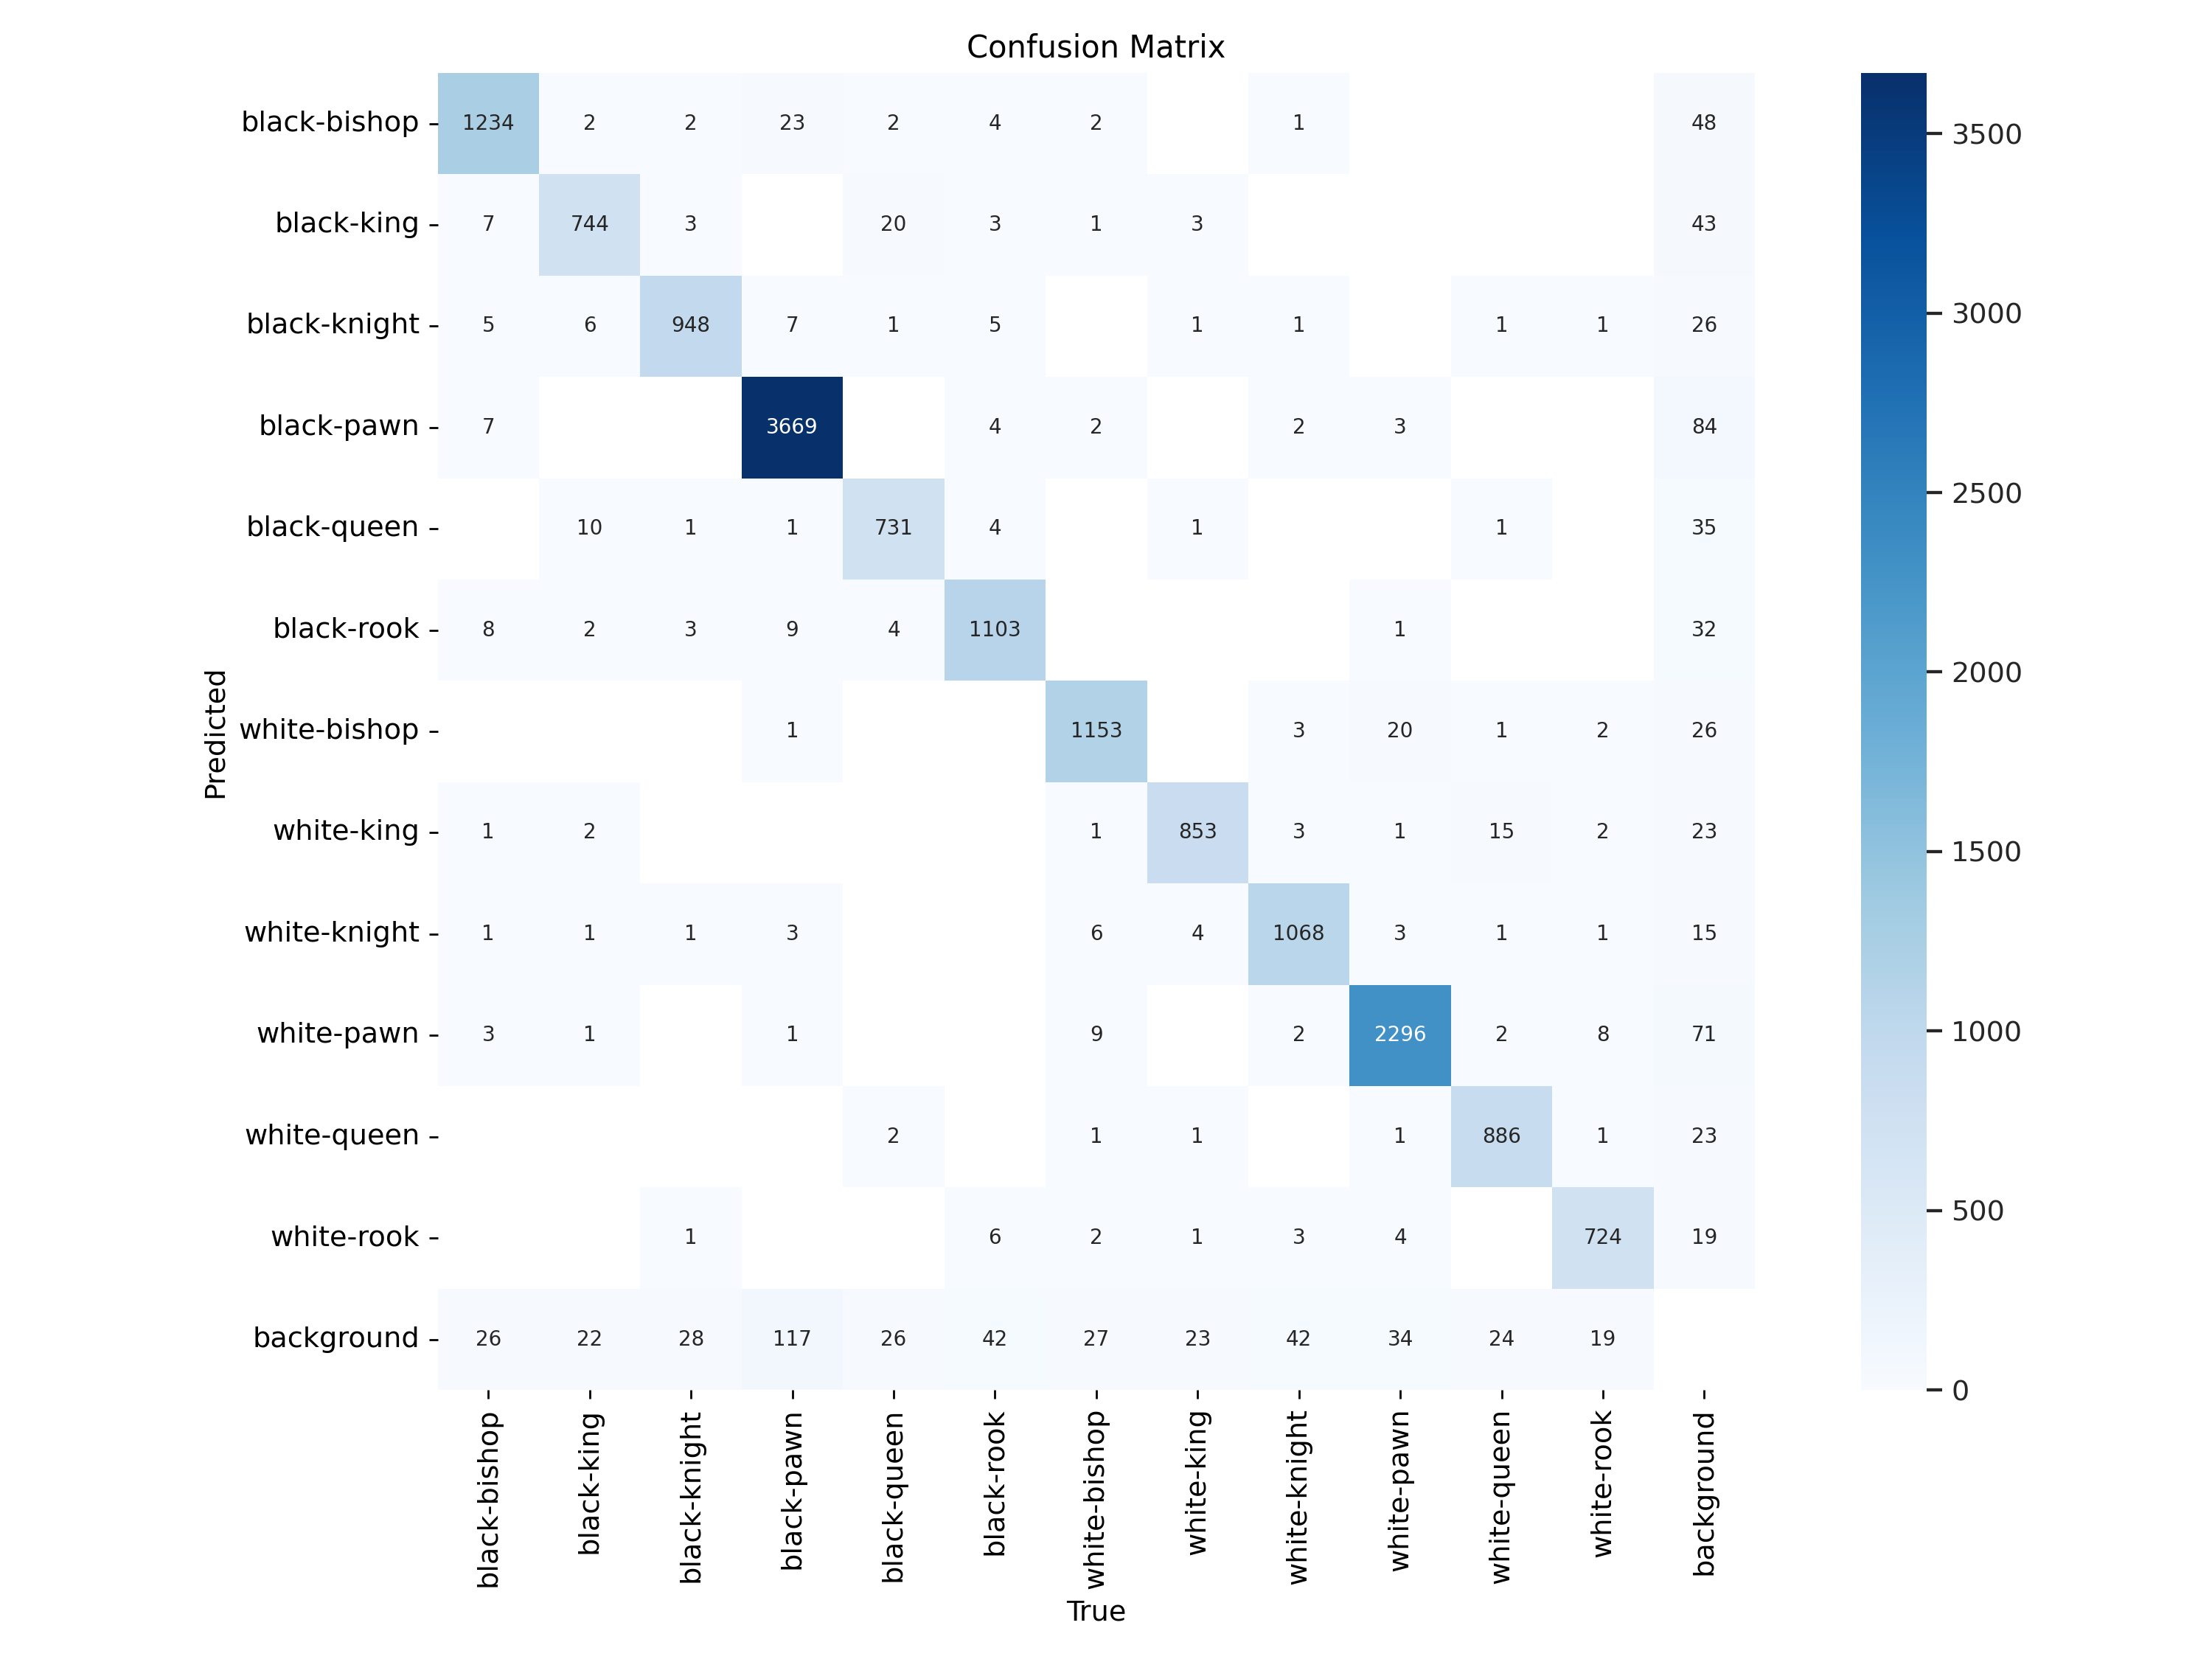 Confusion Matrix
black-bishop 1234 2 2 23 2 4 2 1 48
black-king 7 744 3 20 3 1 3 43
black-knight 5 6 948 7 1 5 1 1 1 1 26
black-pawn 7 3669 4 2 2 3 84
black-queen 10 1 1 731 4 1 1 35
black-rook 8 2 3 9 4 1103 1 32
white-bishop 1 1153 3 20 1 2 26
white-king 1 2 1 853 3 1 15 2 23
white-knight 1 1 1 3 6 4 1068 3 1 1 15
white-pawn 3 1 1 9 2 2296 2 8 71
white-queen 2 1 1 1 886 1 23
white-rook 1 6 2 1 3 4 724 19
background 26 22 28 117 26 42 27 23 42 34 24 19
Predicted
black-bishop black-king black-knight black-pawn black-queen black-rook white-bishop white-king white-knight white-pawn white-queen white-rook background
True
3500
3000
2500
2000
1500
1000
500
0